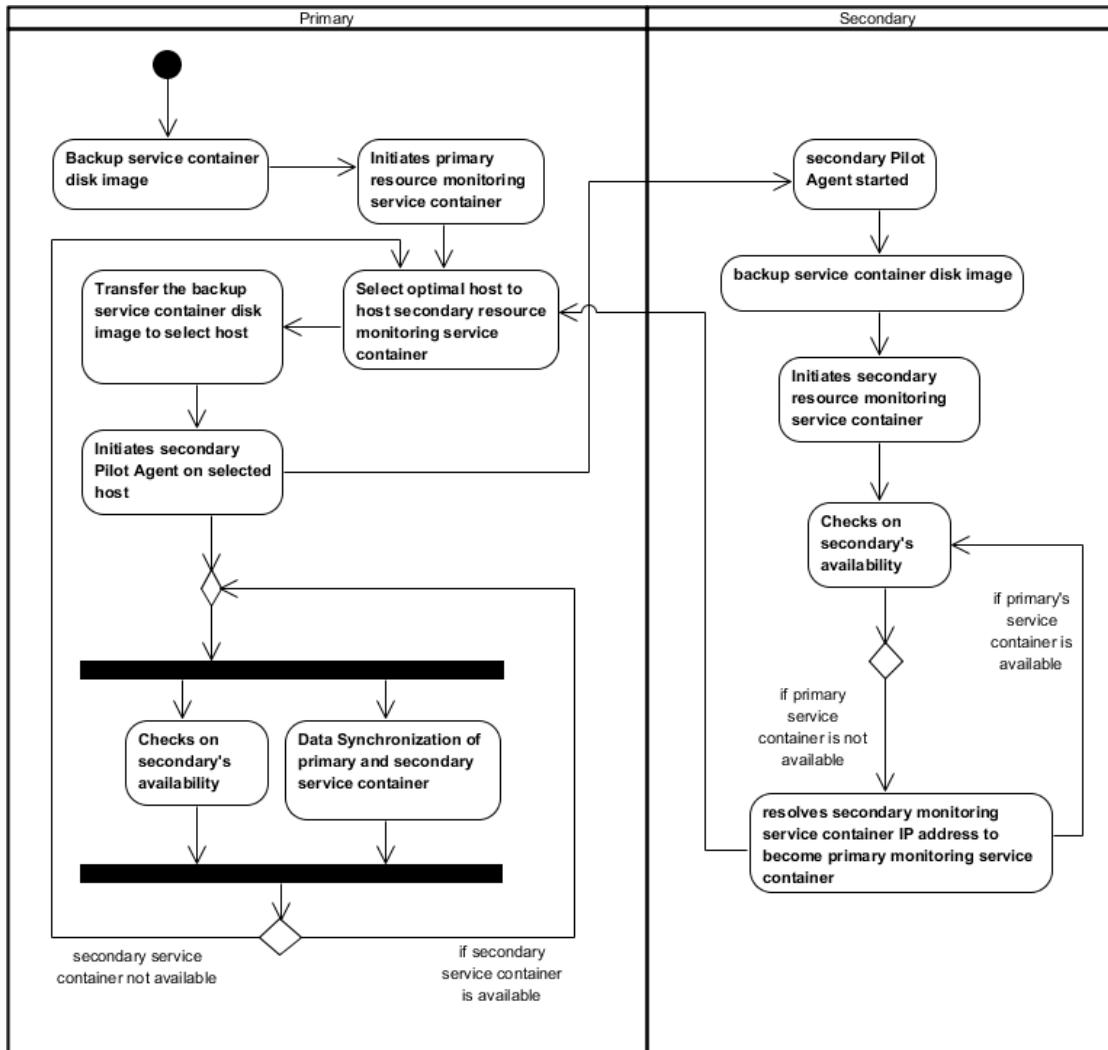 Primary
Secondary
Backup service container
disk image
Initiates primary
resource monitoring
service container
Transfer the backup
service container disk
image to select host
Select optimal host to
host secondary resource
monitoring service
container
Initiates secondary
Pilot Agent on selected
host
Checks on
secondary's
availability
Data Synchronization of
primary and secondary
service container
secondary service
container not available
if secondary
service container
is available
secondary Pilot
Agent started
backup service container disk image
Initiates secondary
resource monitoring
service container
Checks on
secondary's
availability
if primary's
service
container is
available
if primary
service
container is not
available
resolves secondary monitoring
service container IP address to
become primary monitoring service
container